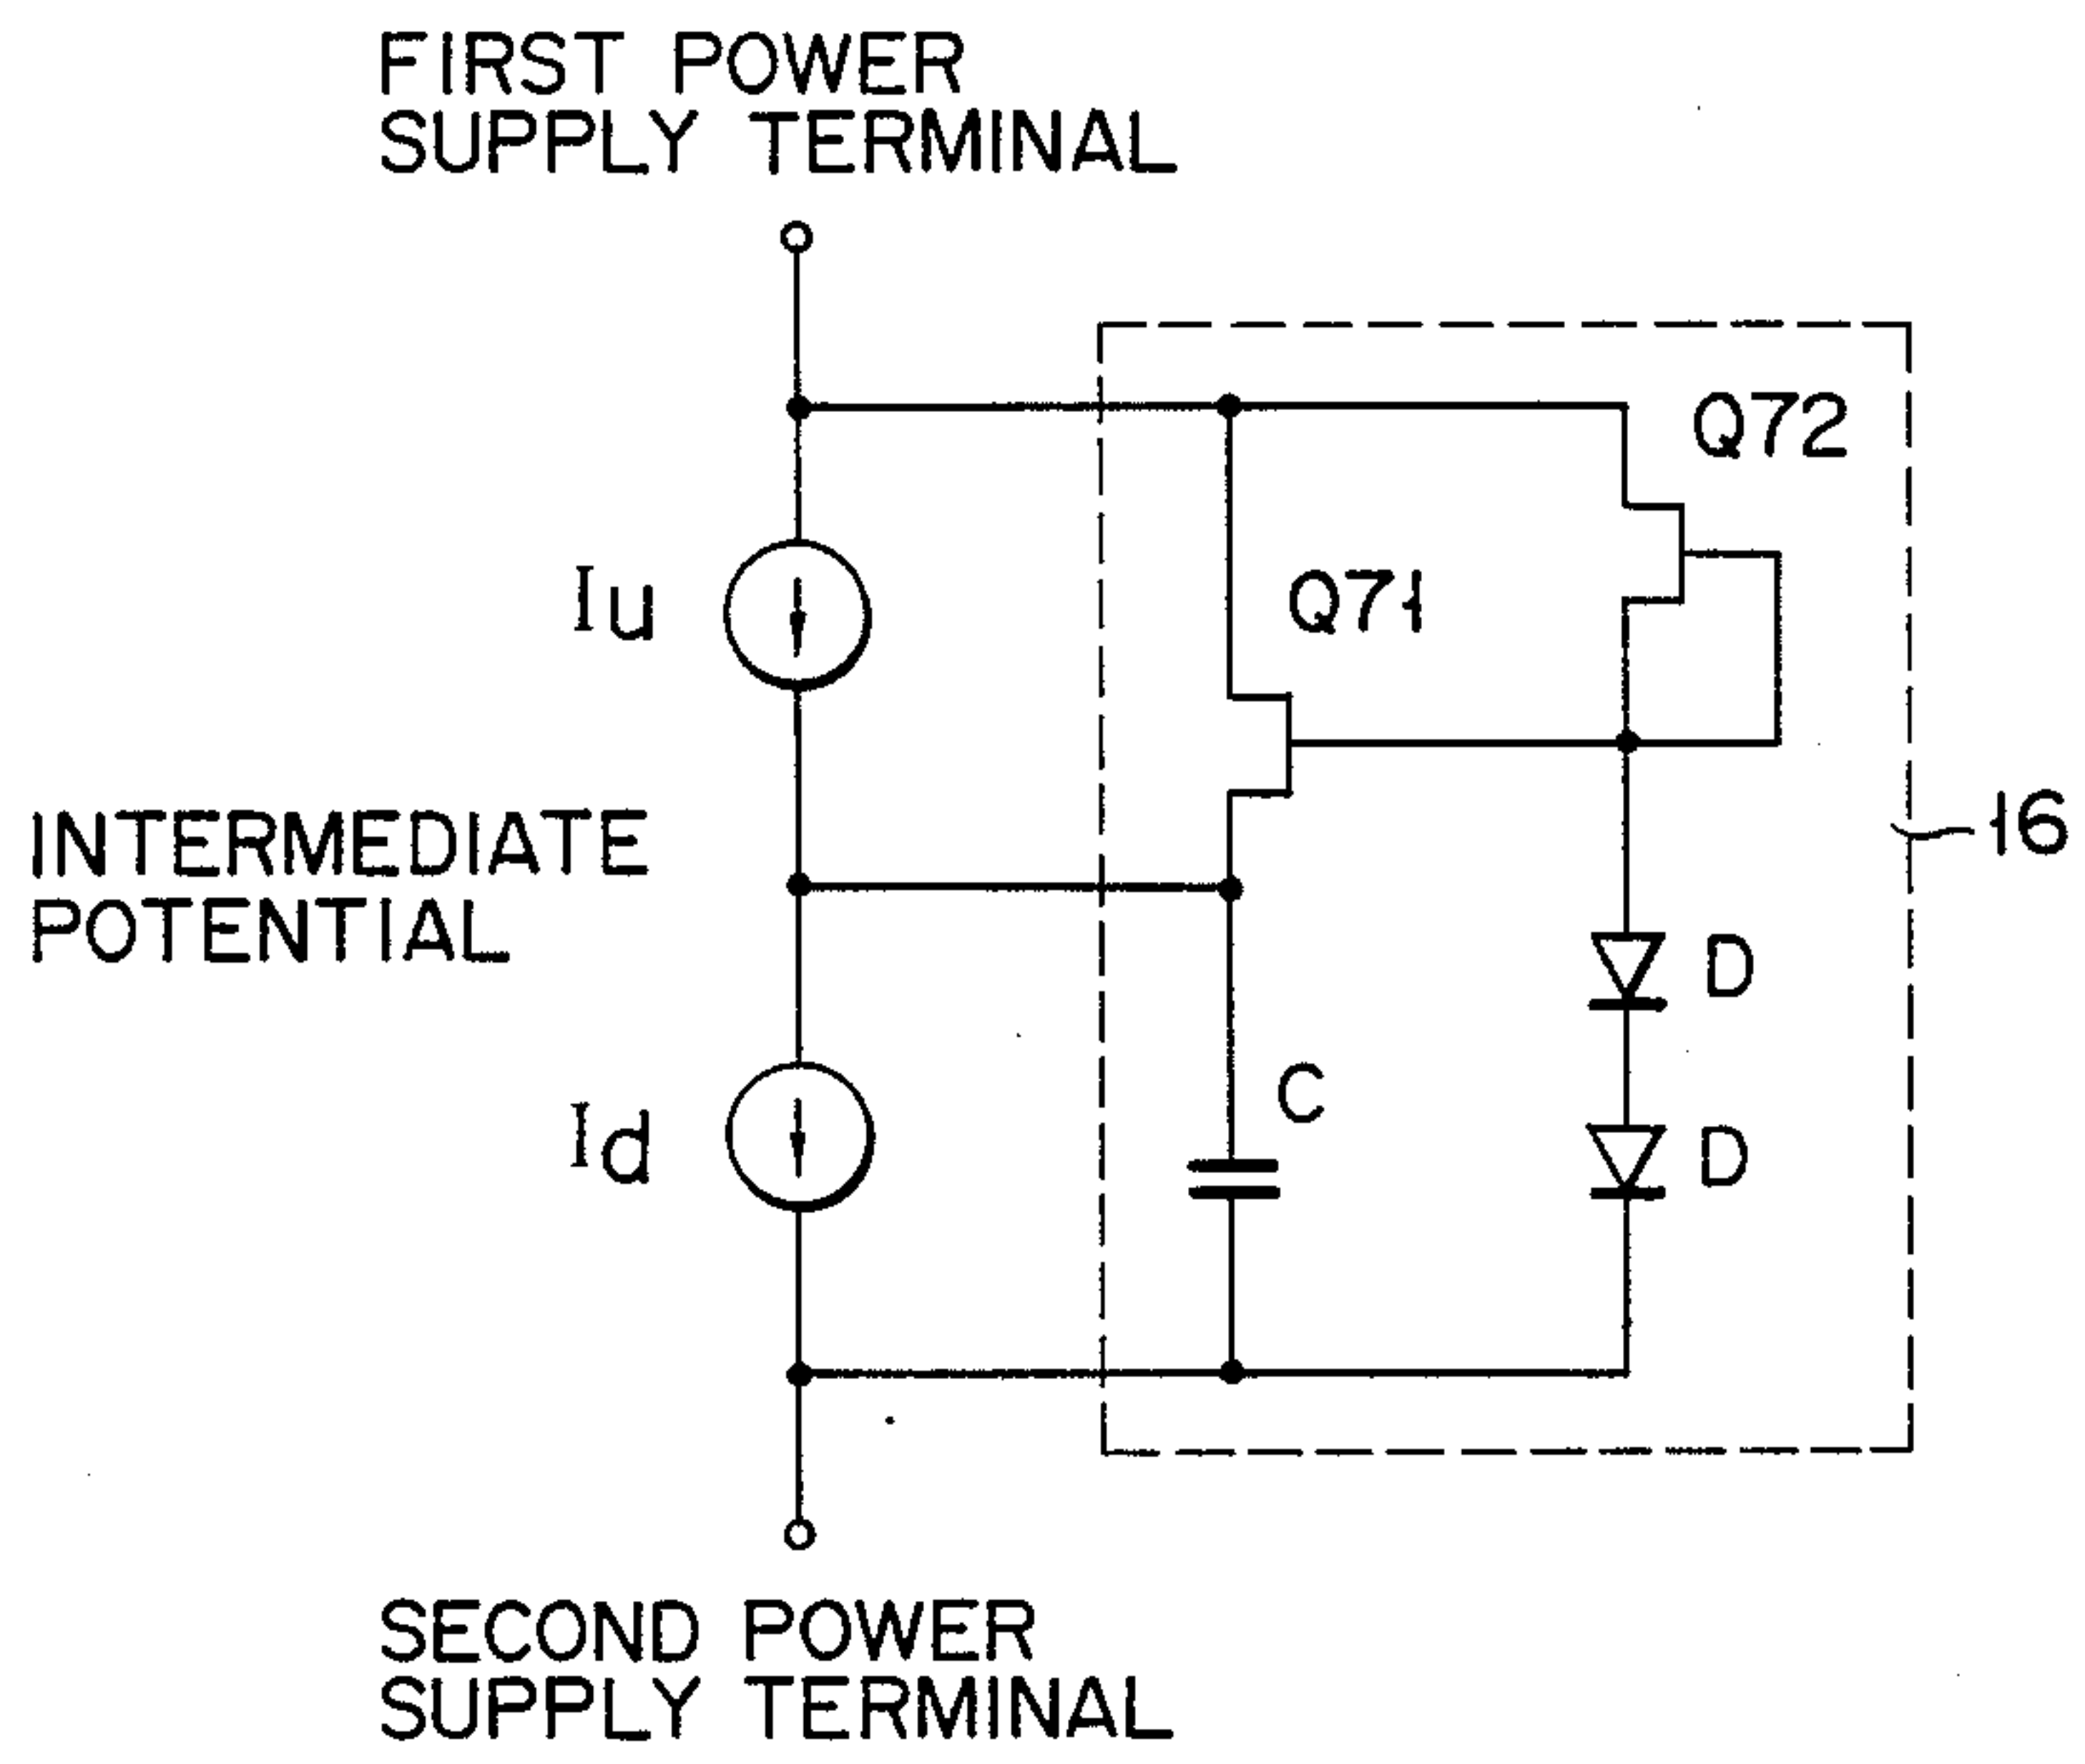 FIRST POWER
SUPPLY TERMINAL
Q72
Iu
Q71
INTERMEDIATE
POTENTIAL
16
D
Id
C
D
SECOND POWER
SUPPLY TERMINAL